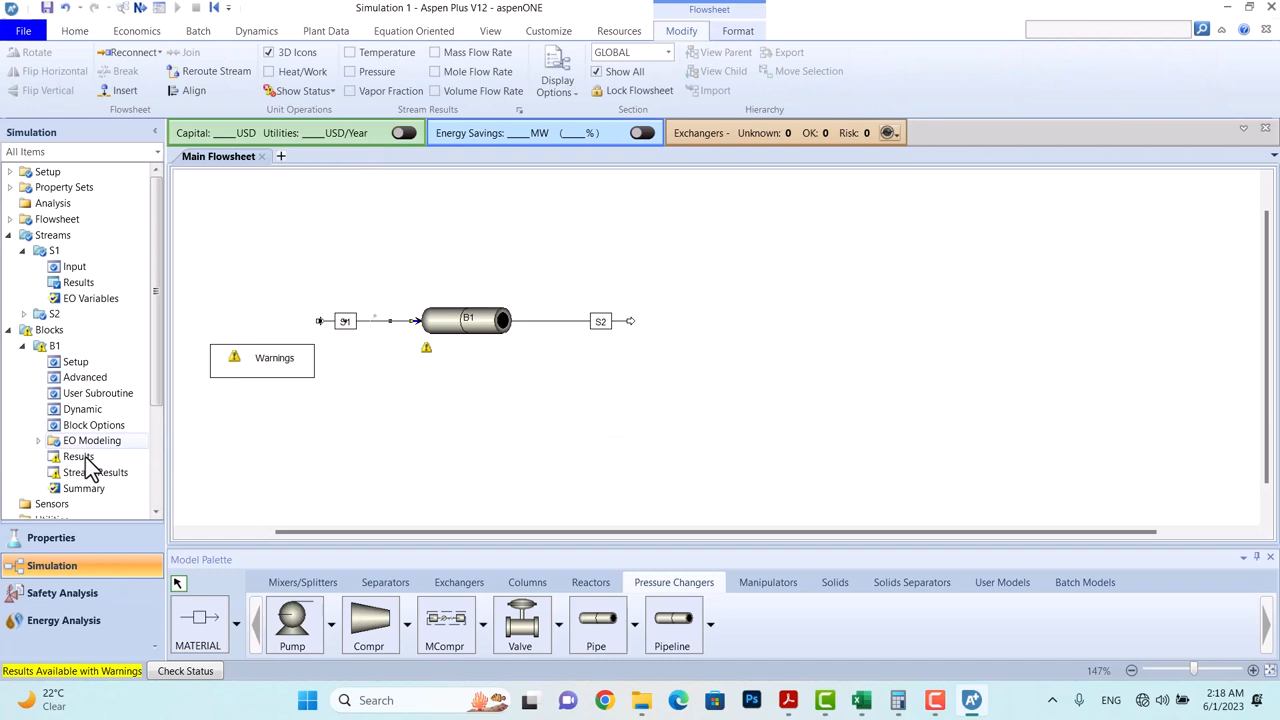 Simulation 1 - Aspen Plus V12 - aspenONE
Flowsheet
File Home Economics Batch Dynamics Plant Data Equation Oriented View Customize Resources Modify Format
Rotate
Flip Horizontal
Flip Vertical
Reconnect
Break
Insert
Join
Reroute Stream
Align
Flowsheet
3D Icons
Heat/Work
Show Status
Unit Operations
Temperature
Pressure
Vapor Fraction
Mass Flow Rate
Mole Flow Rate
Volume Flow Rate
Stream Results
Display
Options
GLOBAL
Show All
Lock Flowsheet
Section
View Parent
View Child
Import
Export
Move Selection
Hierarchy
Simulation
All Items
Setup
Property Sets
Analysis
Flowsheet
Streams
S1
Input
Results
EO Variables
S2
Blocks
B1
Setup
Advanced
User Subroutine
Dynamic
Block Options
EO Modeling
Results
Stream Results
Summary
Sensors
Properties
Simulation
Safety Analysis
Energy Analysis
Capital: ____USD Utilities: ____USD/Year
Energy Savings: ____MW (____%)
Exchangers - Unknown: 0 OK: 0 Risk: 0
Main Flowsheet
S1
B1
S2
Warnings
Model Palette
Mixers/Splitters Separators Exchangers Columns Reactors Pressure Changers Manipulators Solids Solids Separators User Models Batch Models
MATERIAL Pump Compr MCompr Valve Pipe Pipeline
Results Available with Warnings Check Status
147%
22°C
Clear
Search
ENG
2:18 AM
6/1/2023